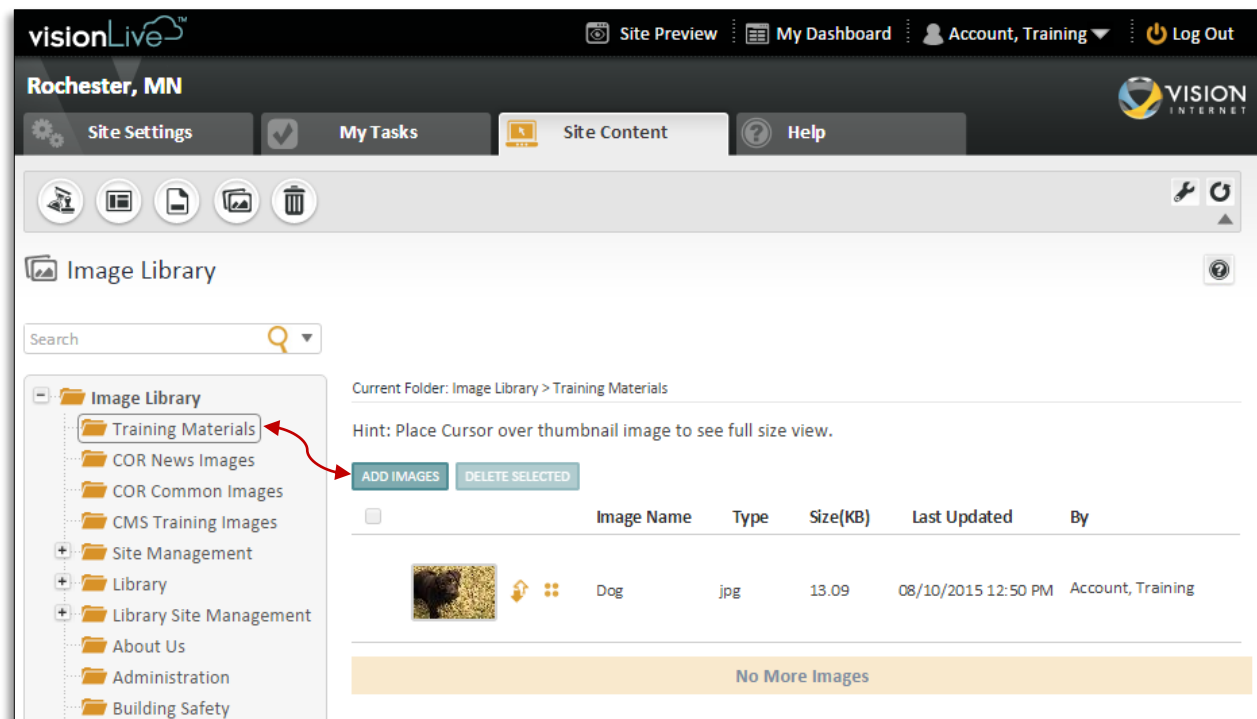 visionLive™
Site Preview My Dashboard Account, Training Log Out
Rochester, MN
VISION
INTERNET
Site Settings My Tasks Site Content Help
Image Library
Search
Image Library
Training Materials
COR News Images
COR Common Images
CMS Training Images
Site Management
Library
Library Site Management
About Us
Administration
Building Safety
Current Folder: Image Library > Training Materials
Hint: Place Cursor over thumbnail image to see full size view.
ADD IMAGES DELETE SELECTED
Image Name Type Size(KB) Last Updated By
Dog jpg 13.09 08/10/2015 12:50 PM Account, Training
No More Images